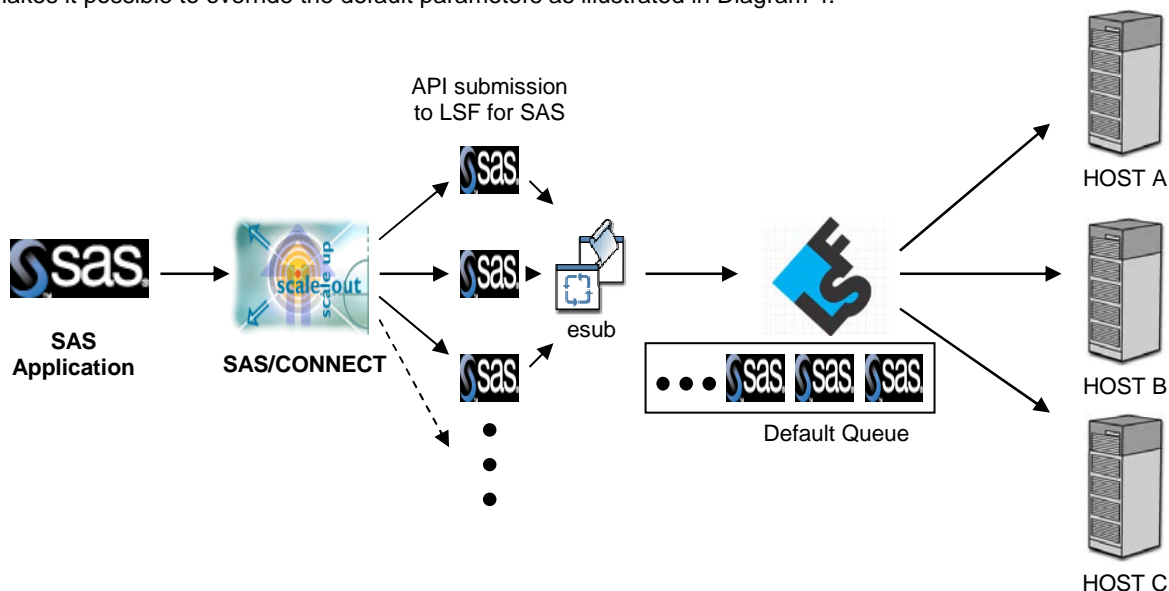 makes it possible to override the default parameters as illustrated in Diagram 4.
API submission
to LSF for SAS
sas
sas
sas
sas
scale out
scale up
esub
LSF
SAS
Application
SAS/CONNECT
sas
sas
sas
Default Queue
HOST A
HOST B
HOST C